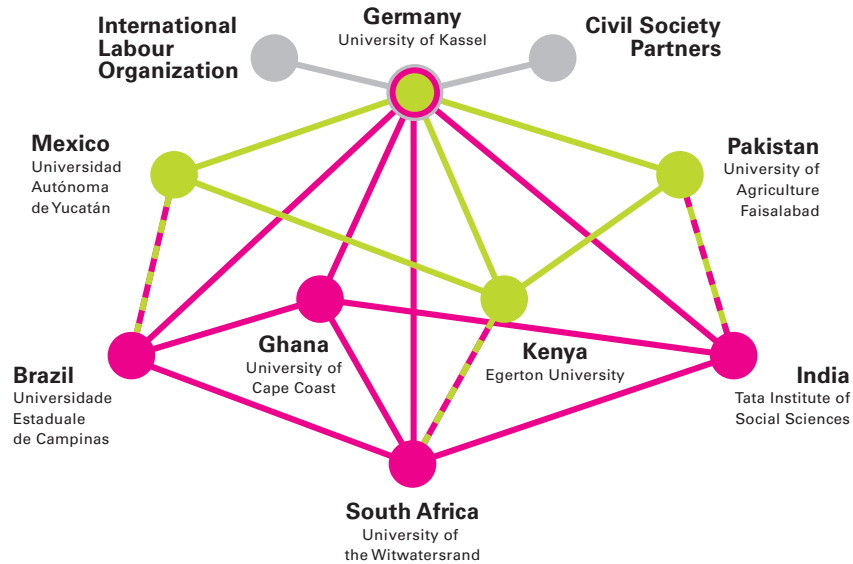 International
Labour
Organization
Germany
University of Kassel
Civil Society
Partners
Mexico
Universidad
Autónoma
de Yucatán
Pakistan
University of
Agriculture
Faisalabad
Ghana
University of
Cape Coast
Kenya
Egerton University
Brazil
Universidade
Estaduale
de Campinas
India
Tata Institute of
Social Sciences
South Africa
University of
the Witwatersrand